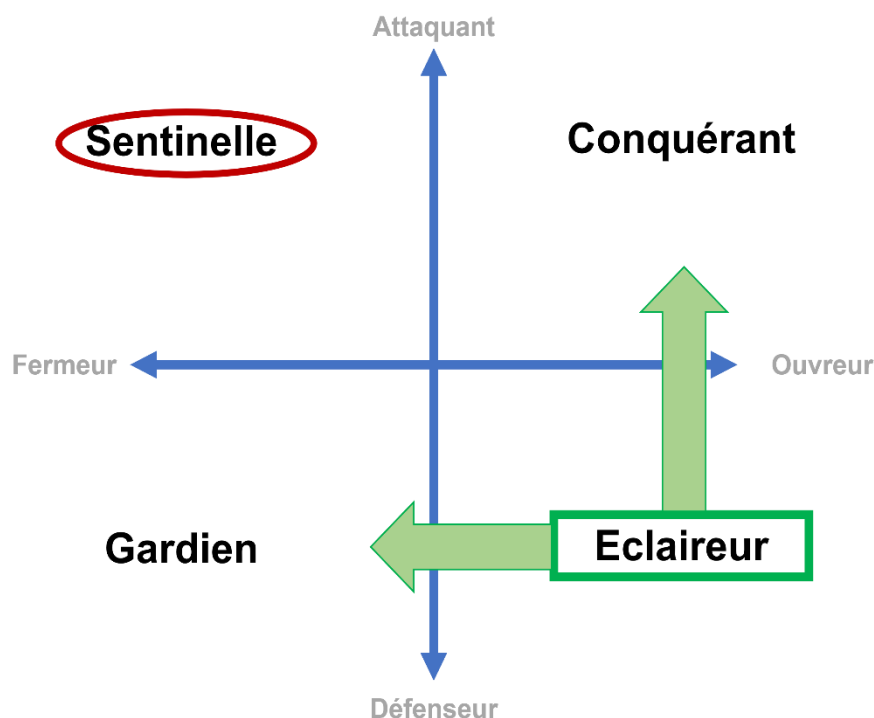 Attaquant
Sentinelle
Conquérant
Fermeur
Ouvreur
Gardien
Eclaireur
Défenseur